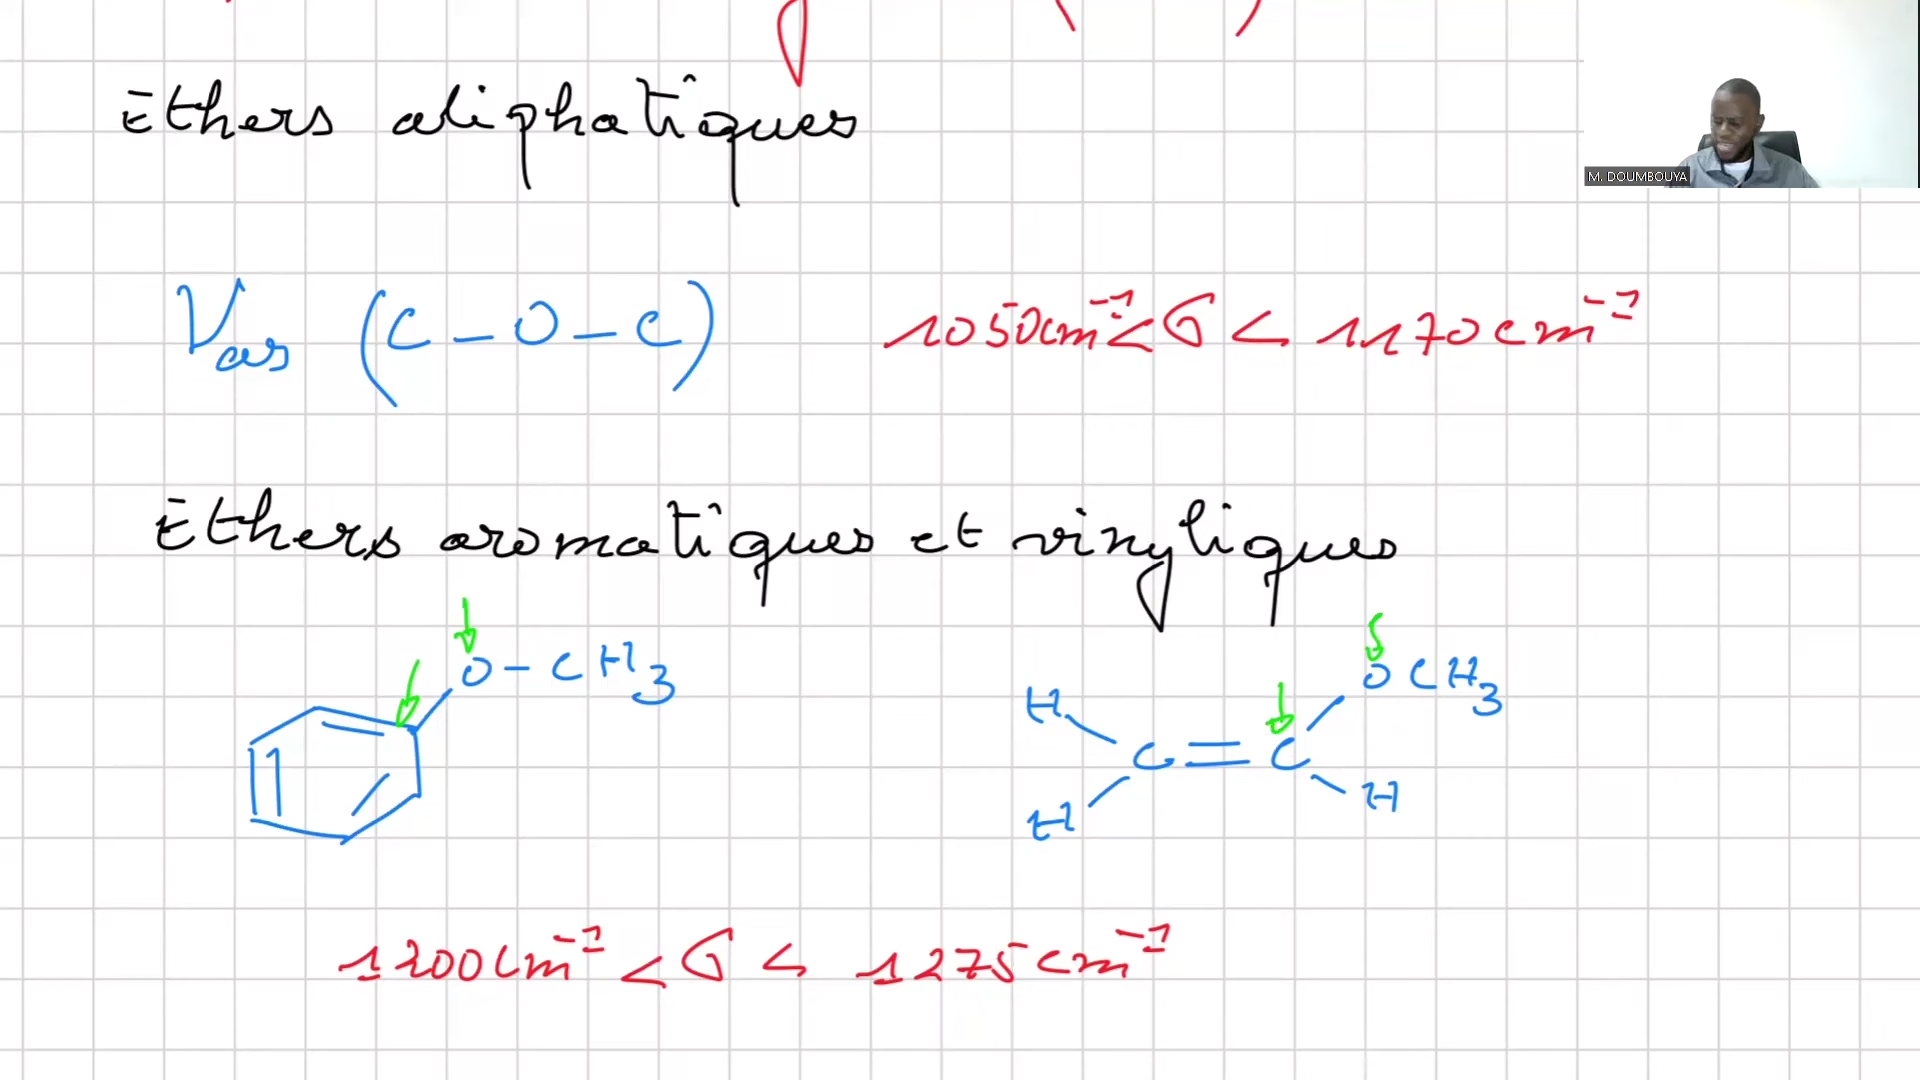 Ethers aliphatiques
M. DOUMBOUYA
Vas (C-O-C) 1050cm⁻¹<σ<1170cm⁻¹
Ethers aromatiques et vinyliques
O-CH3
H OCH3
C=C
H H
1200cm⁻¹<σ<1275cm⁻¹